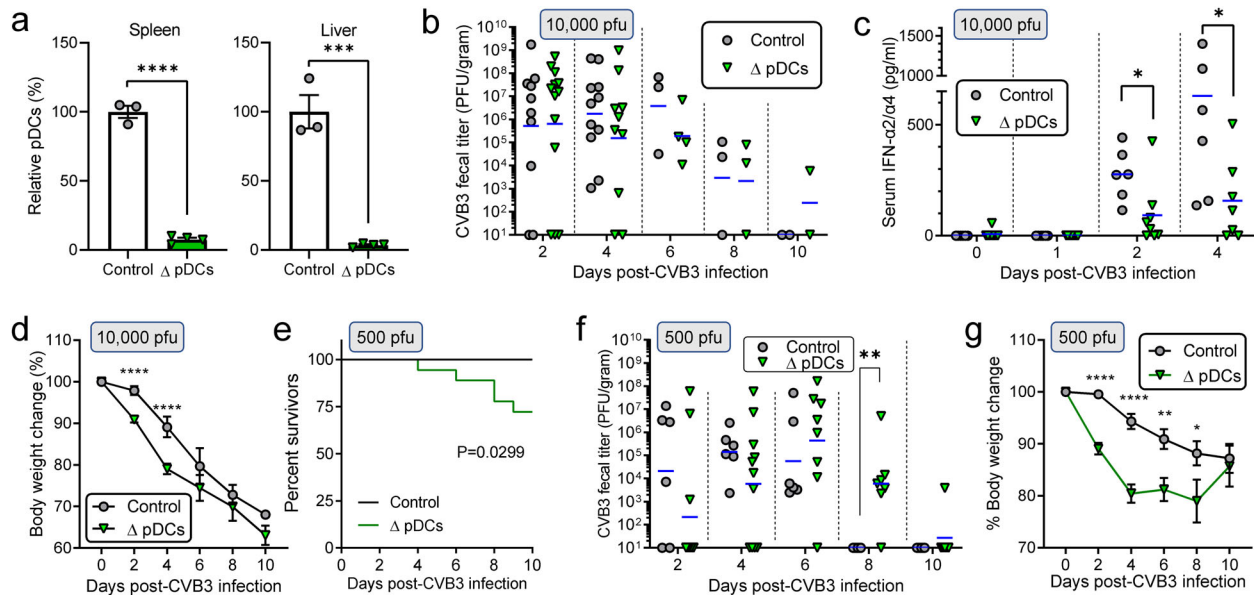 a
Spleen
Liver
Relative pDCs (%)
150
100
50
0
****
Control
Δ pDCs
150
100
50
0
***
Control
Δ pDCs
b
10,000 pfu
Control
Δ pDCs
CVB3 fecal titer (PFU/gram)
10¹⁰
10⁹
10⁸
10⁷
10⁶
10⁵
10⁴
10³
10²
10¹
2
4
6
8
10
Days post-CVB3 infection
c
10,000 pfu
Serum IFN-α2/α4 (pg/ml)
1500
1000
500
0
*
*
Control
Δ pDCs
0
1
2
4
Days post-CVB3 infection
d
10,000 pfu
Body weight change (%)
110
100
90
80
70
60
****
****
Control
Δ pDCs
0
2
4
6
8
10
Days post-CVB3 infection
e
500 pfu
Percent survivors
100
75
50
25
0
P=0.0299
Control
Δ pDCs
0
2
4
6
8
10
Days post-CVB3 infection
f
500 pfu
Control
Δ pDCs
**
CVB3 fecal titer (PFU/gram)
10¹⁰
10⁹
10⁸
10⁷
10⁶
10⁵
10⁴
10³
10²
10¹
2
4
6
8
10
Days post-CVB3 infection
g
500 pfu
Control
Δ pDCs
% Body weight change
110
100
90
80
70
****
****
**
*
0
2
4
6
8
10
Days post-CVB3 infection